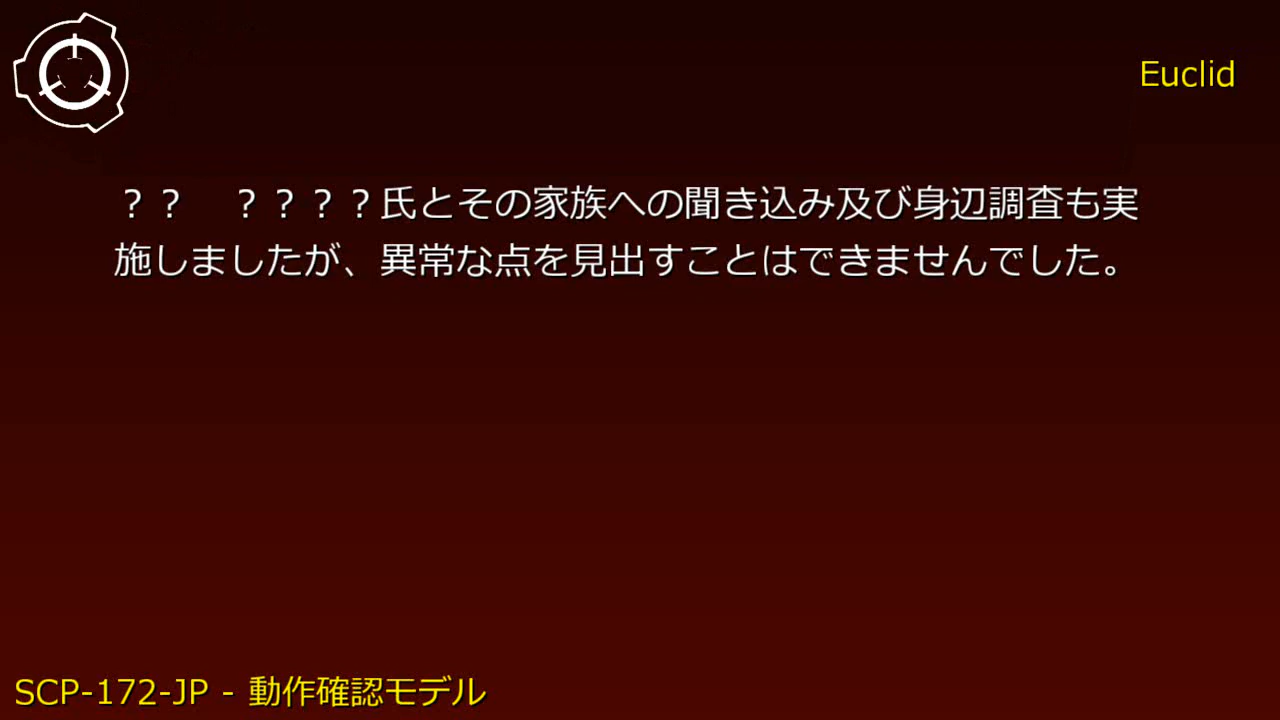 Euclid
？？　？？？？氏とその家族への聞き込み及び身辺調査も実
施しましたが、異常な点を見出すことはできませんでした。
SCP-172-JP - 動作確認モデル